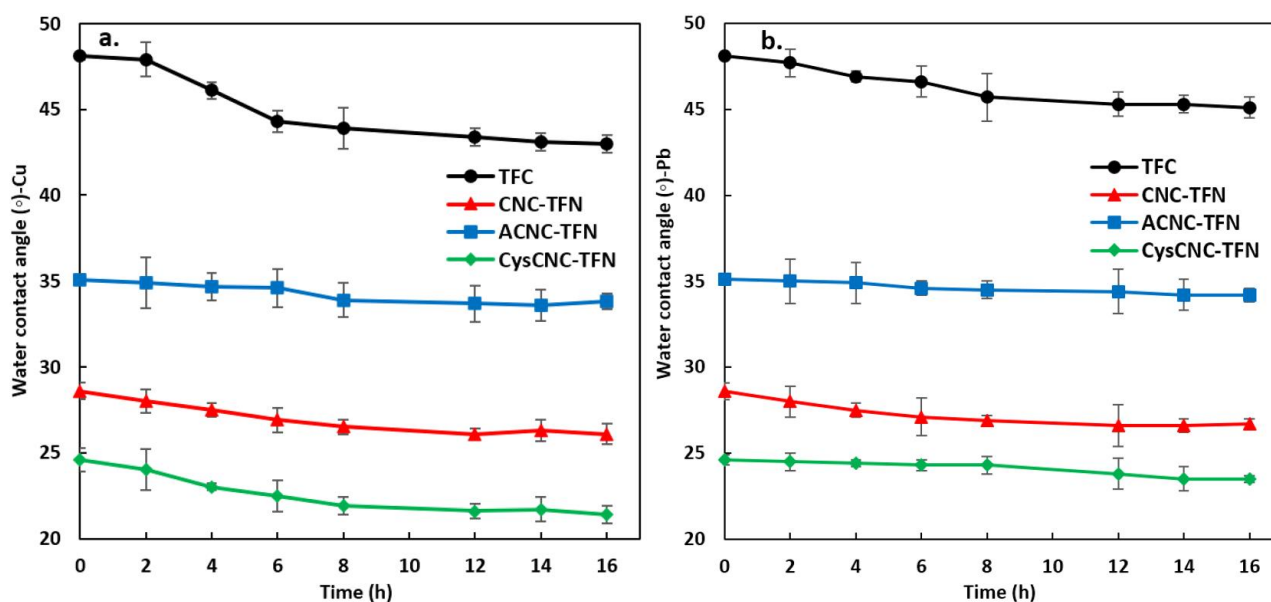 a.
Water contact angle (◦)-Cu
50
45
40
35
30
25
20
TFC
CNC-TFN
ACNC-TFN
CysCNC-TFN
0 2 4 6 8 10 12 14 16
Time (h)
b.
Water contact angle (◦)-Pb
50
45
40
35
30
25
20
TFC
CNC-TFN
ACNC-TFN
CysCNC-TFN
0 2 4 6 8 10 12 14 16
Time (h)